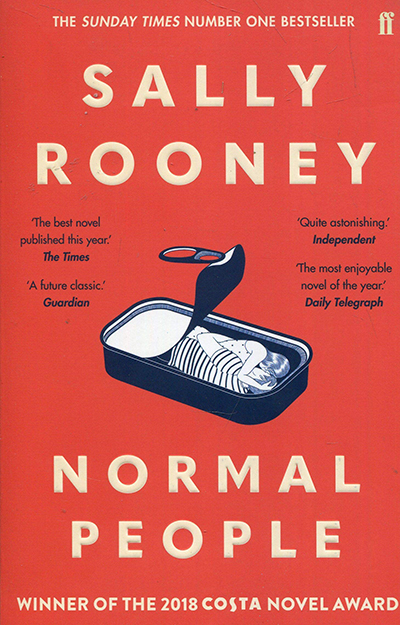 THE SUNDAY TIMES NUMBER ONE BESTSELLER
ff
SALLY
ROONEY
‘The best novel
published this year.’
The Times
‘A future classic.’
Guardian
‘Quite astonishing.’
Independent
‘The most enjoyable
novel of the year.’
Daily Telegraph
NORMAL
PEOPLE
WINNER OF THE 2018 COSTA NOVEL AWARD